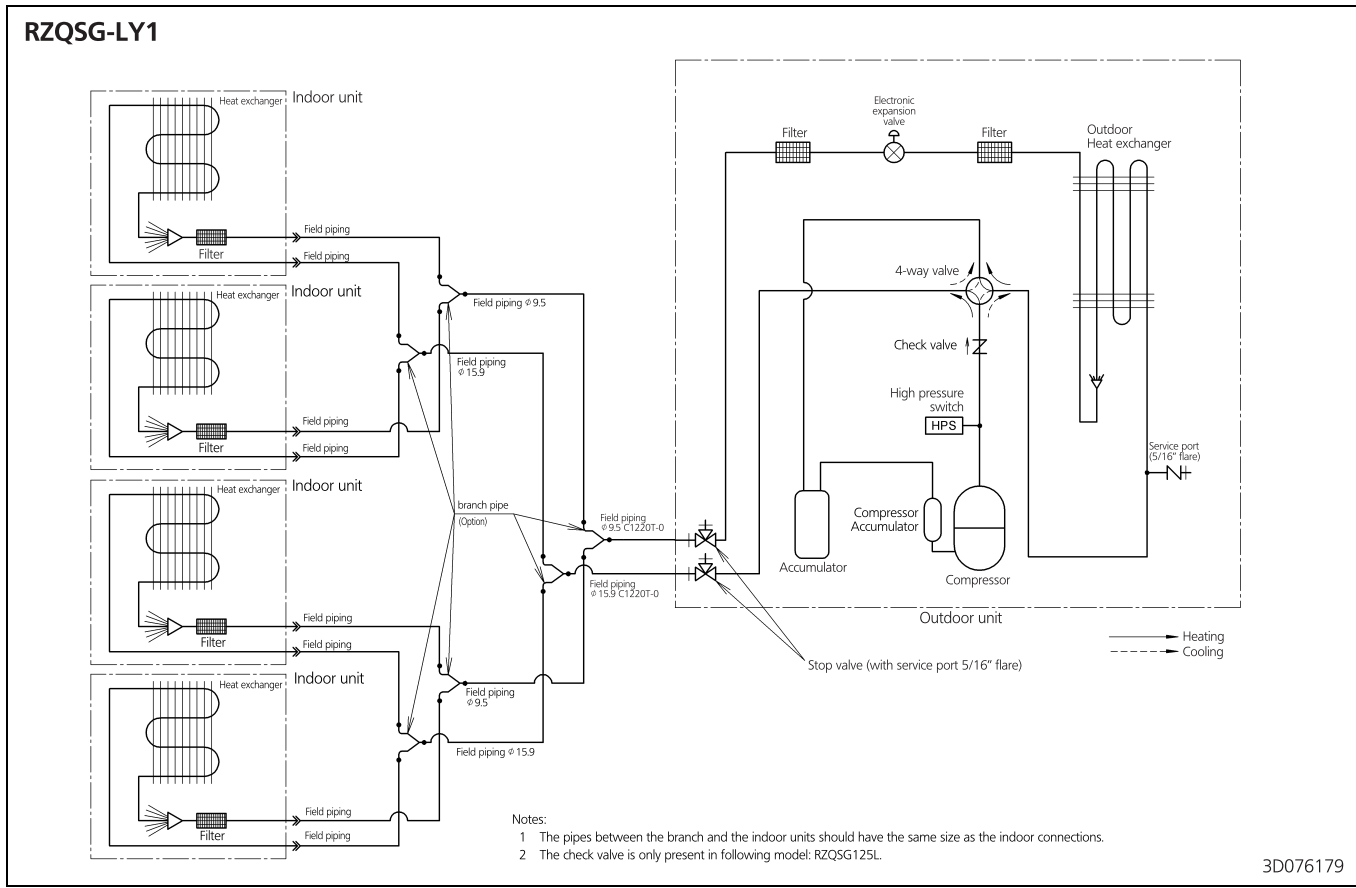 RZQSG-LY1
Heat exchanger
Indoor unit
Filter
Field piping
Field piping
Heat exchanger
Indoor unit
Filter
Field piping
Field piping
Heat exchanger
Indoor unit
Filter
Field piping
Field piping
Heat exchanger
Indoor unit
Filter
Field piping
Field piping
Field piping φ 9.5
Field piping
φ 15.9
branch pipe
(Option)
Field piping
φ 9.5 C1220T-0
Field piping
φ 15.9 C1220T-0
Field piping
φ 9.5
Field piping φ 15.9
Filter
Electronic
expansion
valve
Filter
Outdoor
Heat exchanger
4-way valve
Check valve
High pressure
switch
HPS
Service port
(5/16” flare)
Compressor
Accumulator
Accumulator
Compressor
Outdoor unit
Heating
Cooling
Stop valve (with service port 5/16” flare)
Notes:
1 The pipes between the branch and the indoor units should have the same size as the indoor connections.
2 The check valve is only present in following model: RZQSG125L.
3D076179